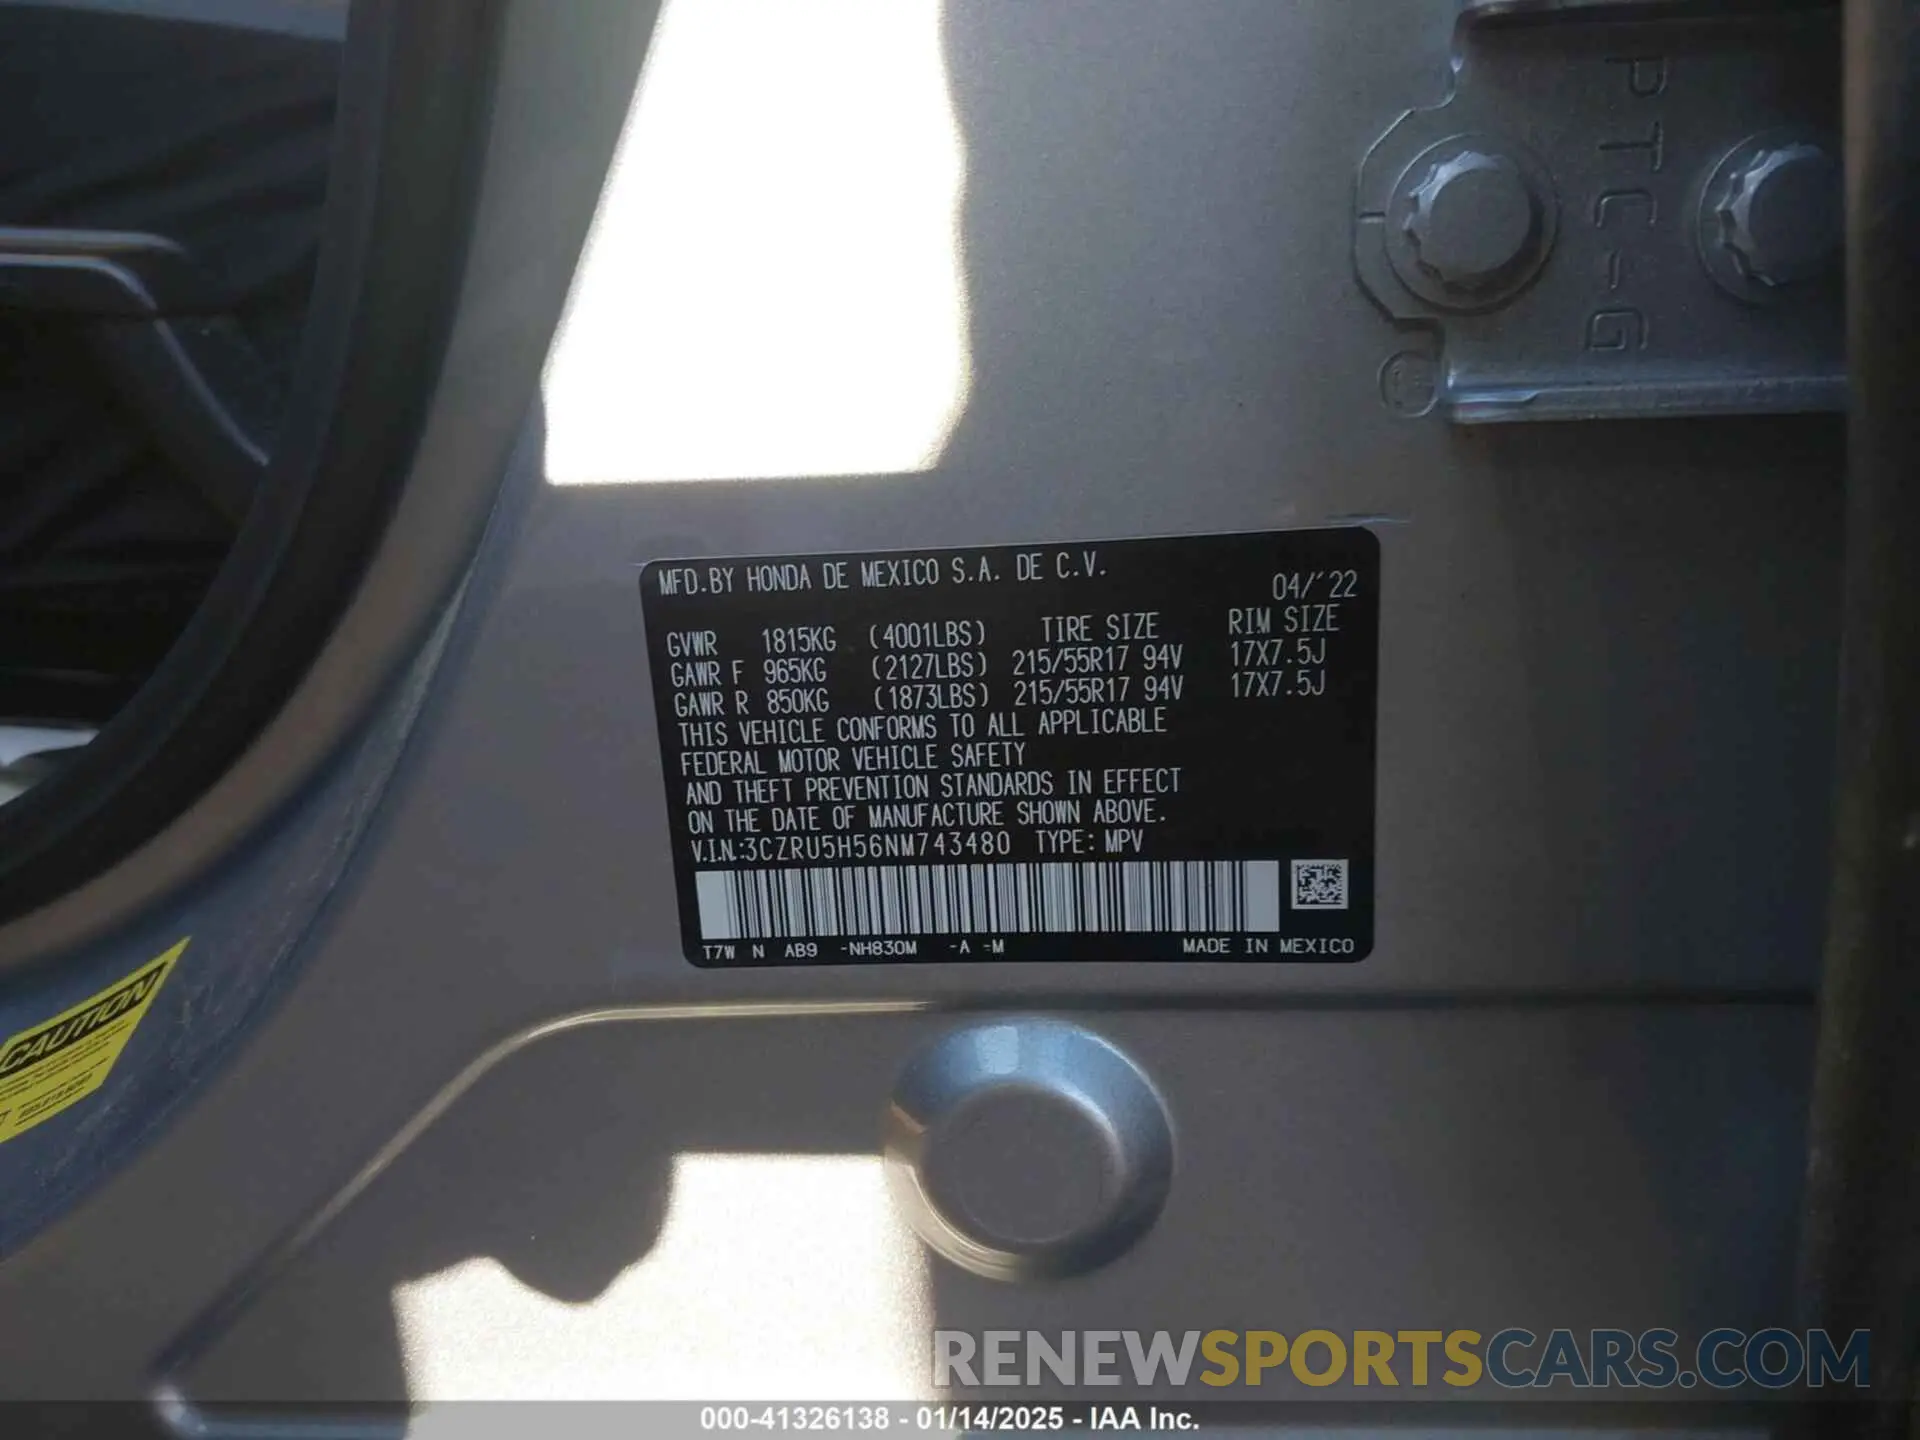 PTC-G
MFD.BY HONDA DE MEXICO S.A. DE C.V.
04/'22
GVWR 1815KG (4001LBS) TIRE SIZE RIM SIZE
GAWR F 965KG (2127LBS) 215/55R17 94V 17X7.5J
GAWR R 850KG (1873LBS) 215/55R17 94V 17X7.5J
THIS VEHICLE CONFORMS TO ALL APPLICABLE
FEDERAL MOTOR VEHICLE SAFETY
AND THEFT PREVENTION STANDARDS IN EFFECT
ON THE DATE OF MANUFACTURE SHOWN ABOVE.
V.I.N.:3CZRU5H56NM743480 TYPE: MPV
T7W N AB9 -NH830M -A -M MADE IN MEXICO
CAUTION
RENEWSPORTSCARS.COM
000-41326138 - 01/14/2025 - IAA Inc.